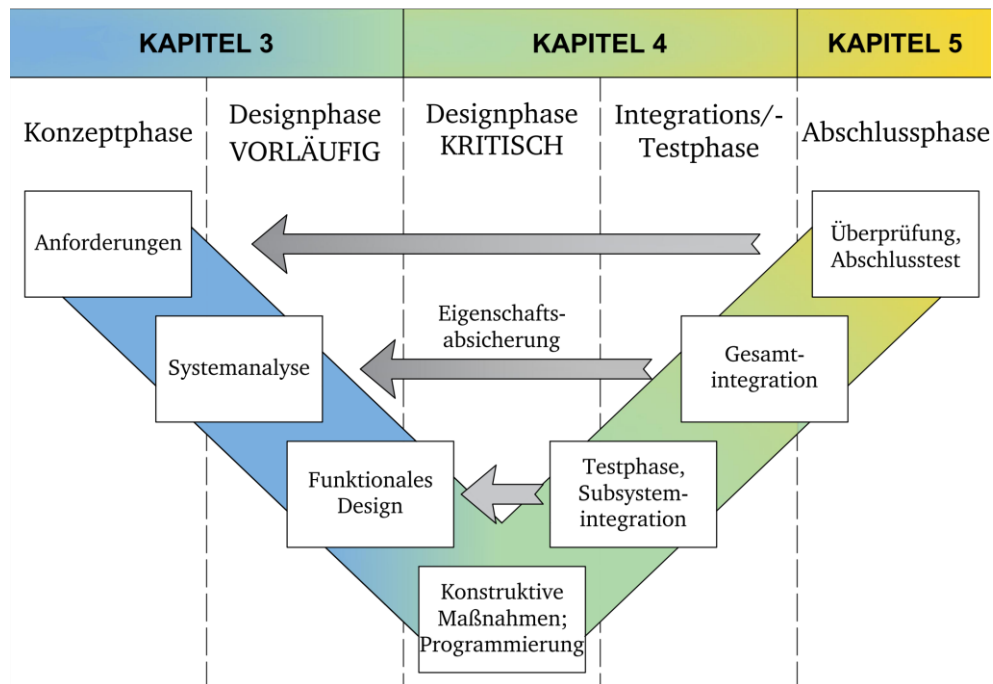 KAPITEL 3
KAPITEL 4
KAPITEL 5
Konzeptphase
Designphase
VORLÄUFIG
Designphase
KRITISCH
Integrations/-
Testphase
Abschlussphase
Anforderungen
Überprüfung,
Abschlusstest
Eigenschafts-
absicherung
Systemanalyse
Gesamt-
integration
Funktionales
Design
Testphase,
Subsystem-
integration
Konstruktive
Maßnahmen;
Programmierung